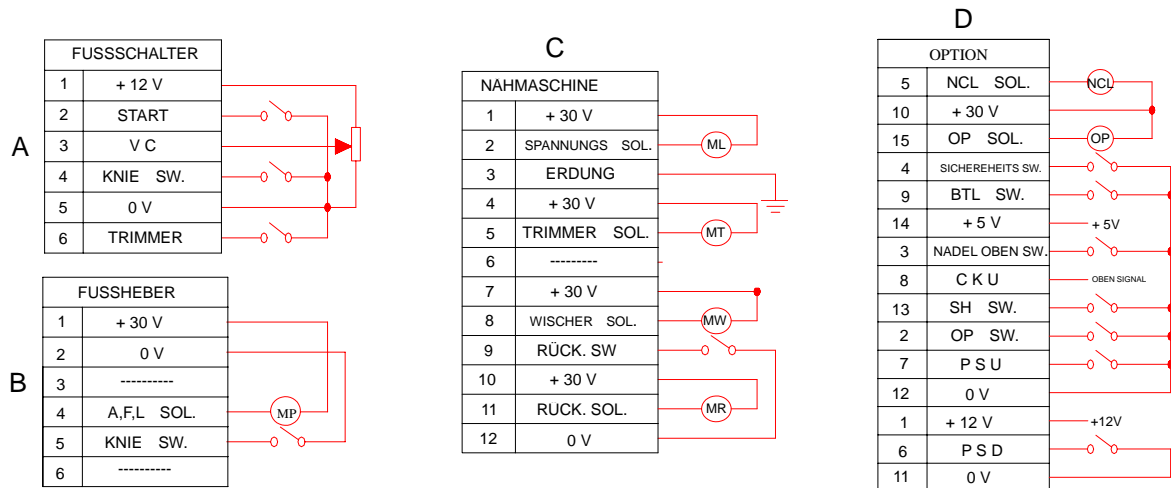 A
FUSSSCHALTER
1 + 12 V
2 START
3 V C
4 KNIE SW.
5 0 V
6 TRIMMER
B
FUSSHEBER
1 + 30 V
2 0 V
3 ----------
4 A,F,L SOL. MP
5 KNIE SW.
6 ----------
C
NAHMASCHINE
1 + 30 V
2 SPANNUNGS SOL. ML
3 ERDUNG
4 + 30 V
5 TRIMMER SOL. MT
6 ---------
7 + 30 V
8 WISCHER SOL. MW
9 RÜCK. SW
10 + 30 V
11 RÜCK. SOL. MR
12 0 V
D
OPTION
5 NCL SOL. NCL
10 + 30 V
15 OP SOL. OP
4 SICHEREHEITS SW.
9 BTL SW.
14 + 5 V + 5V
3 NADEL OBEN SW.
8 C K U OBEN SIGNAL
13 SH SW.
2 OP SW.
7 P S U
12 0 V
1 + 12 V +12V
6 P S D
11 0 V